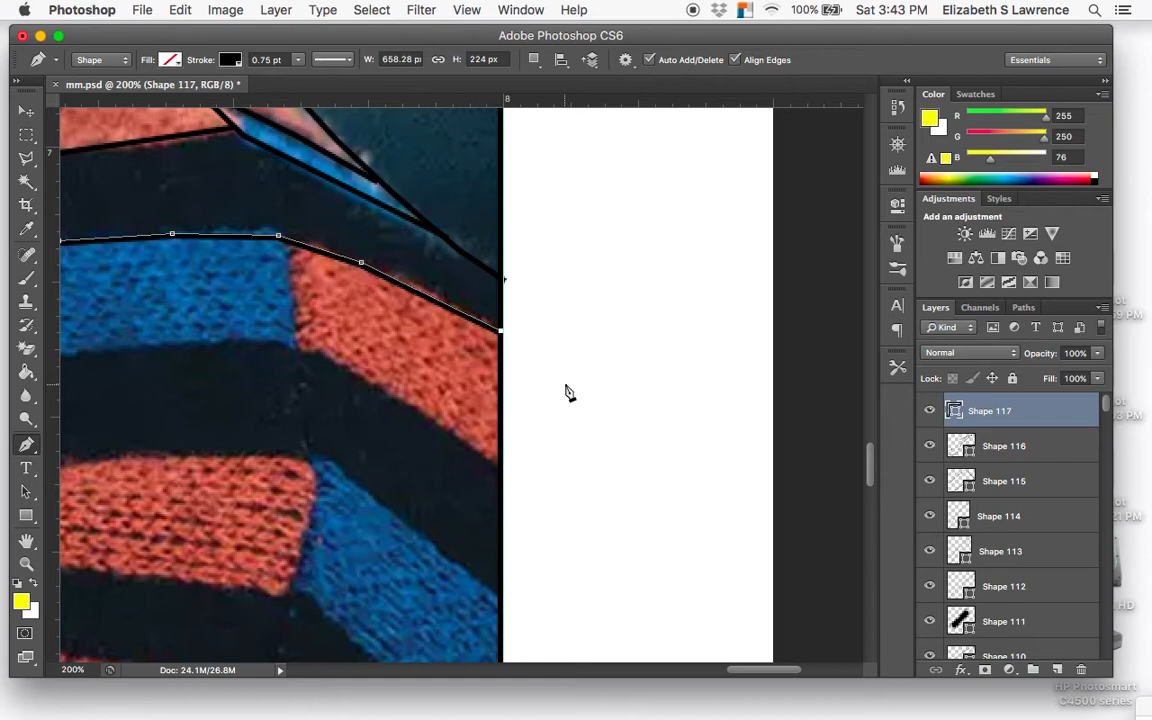 Photoshop File Edit Image Layer Type Select Filter View Window Help 100% Sat 3:43 PM Elizabeth S Lawrence
Adobe Photoshop CS6
Shape Fill: Stroke: 0.75 pt W: 658.28 px H: 224 px Auto Add/Delete Align Edges Essentials
mm.psd @ 200% (Shape 117, RGB/8) *
8
7
Color Swatches
R 255
G 250
B 76
Adjustments Styles
Add an adjustment
Layers Channels Paths
Kind
Normal Opacity: 100%
Lock: Fill: 100%
Shape 117
Shape 116
Shape 115
Shape 114
Shape 113
Shape 112
Shape 111
Shape 110
200% Doc: 24.1M/26.8M
HP Photosmart
C4500 series